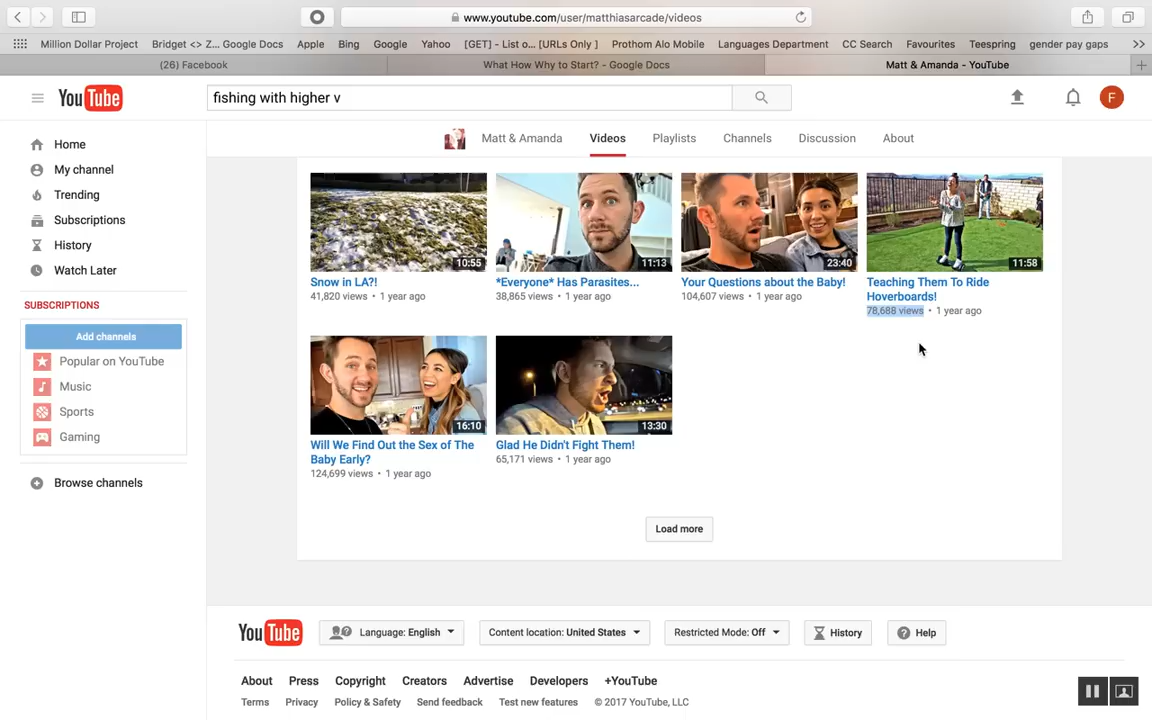 www.youtube.com/user/matthiasarcade/videos
Million Dollar Project Bridget <> Z... Google Docs Apple Bing Google Yahoo [GET] - List o... [URLs Only ] Prothom Alo Mobile Languages Department CC Search Favourites Teespring gender pay gaps >>
(26) Facebook What How Why to Start? - Google Docs Matt & Amanda - YouTube
YouTube fishing with higher v F
Home
My channel
Trending
Subscriptions
History
Watch Later
SUBSCRIPTIONS
Add channels
Popular on YouTube
Music
Sports
Gaming
Browse channels
Matt & Amanda Videos Playlists Channels Discussion About
10:55
Snow in LA?!
41,820 views • 1 year ago
11:13
*Everyone* Has Parasites...
38,865 views • 1 year ago
23:40
Your Questions about the Baby!
104,607 views • 1 year ago
11:58
Teaching Them To Ride
Hoverboards!
78,688 views • 1 year ago
16:10
Will We Find Out the Sex of The
Baby Early?
124,699 views • 1 year ago
13:30
Glad He Didn't Fight Them!
65,171 views • 1 year ago
Load more
YouTube Language: English Content location: United States Restricted Mode: Off History Help
About Press Copyright Creators Advertise Developers +YouTube
Terms Privacy Policy & Safety Send feedback Test new features © 2017 YouTube, LLC